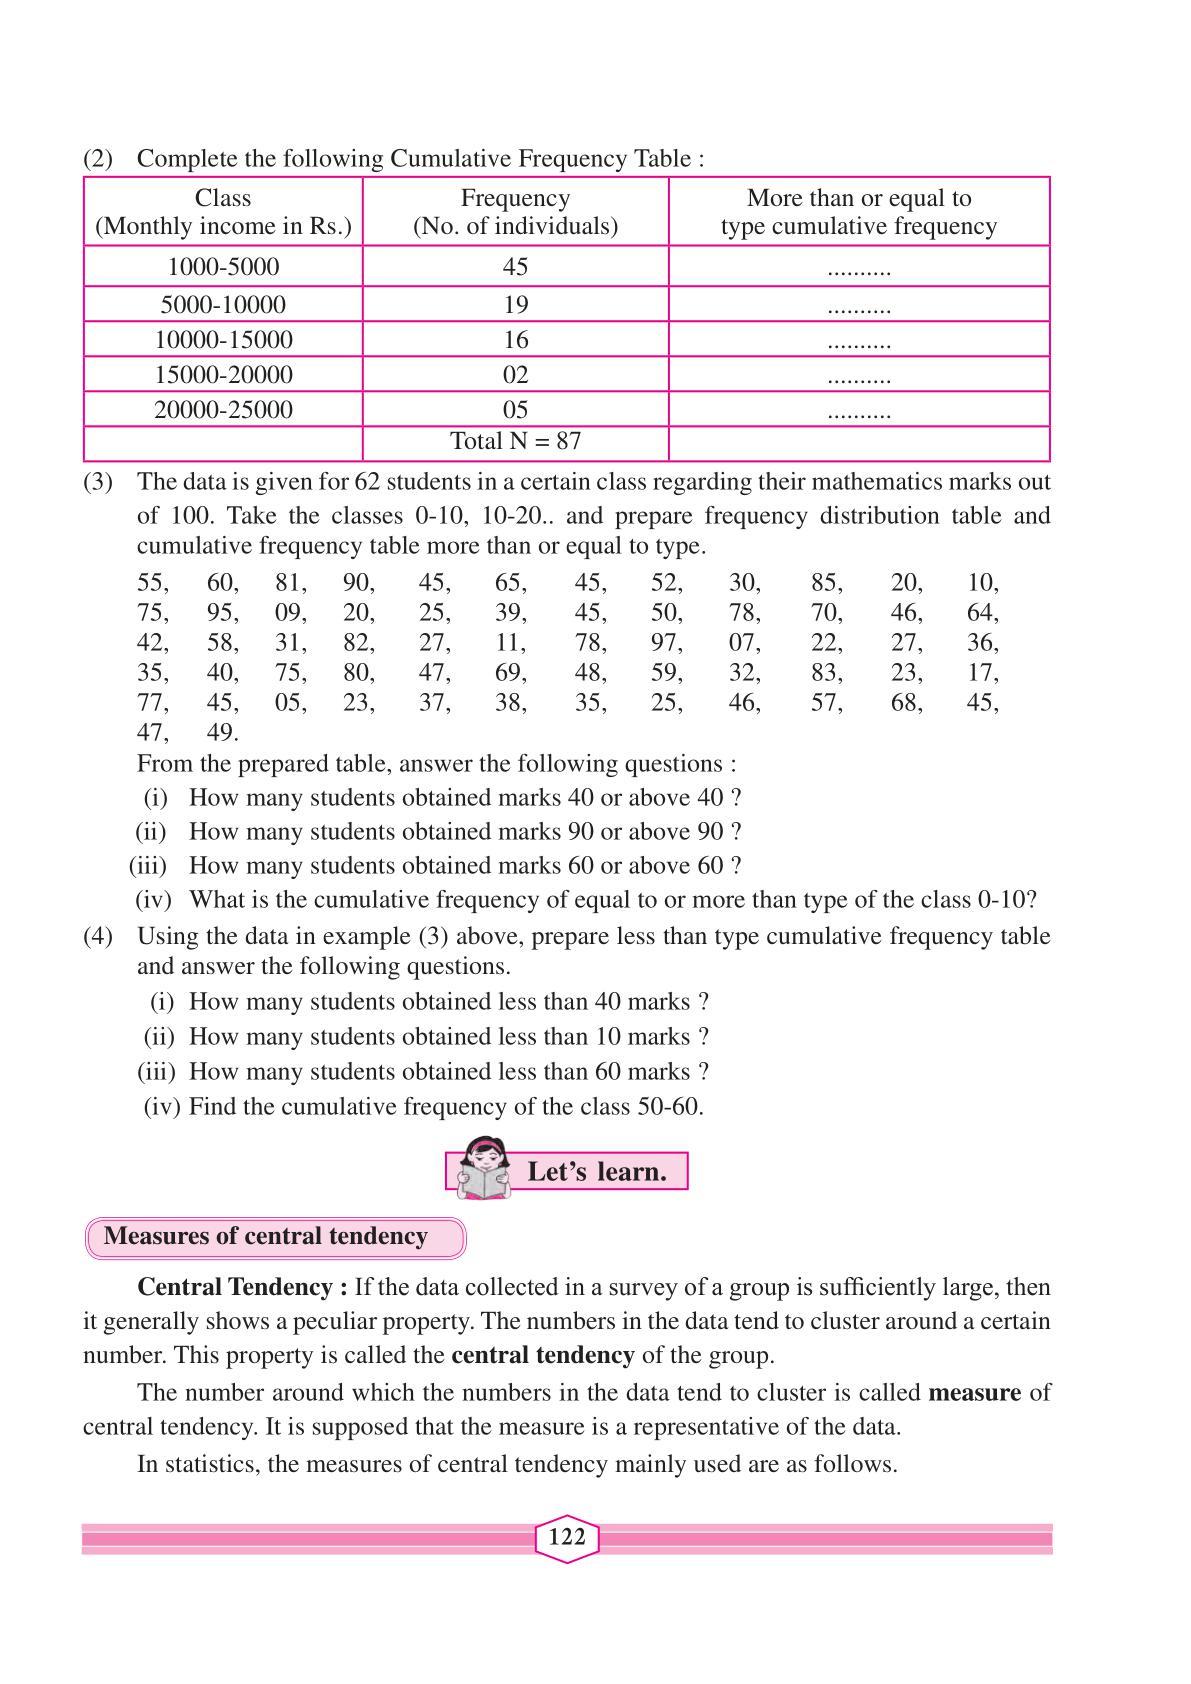 (2) Complete the following Cumulative Frequency Table :
Class (Monthly income in Rs.) Frequency (No. of individuals) More than or equal to type cumulative frequency
1000-5000 45 ..........
5000-10000 19 ..........
10000-15000 16 ..........
15000-20000 02 ..........
20000-25000 05 ..........
Total N = 87
(3) The data is given for 62 students in a certain class regarding their mathematics marks out
of 100. Take the classes 0-10, 10-20.. and prepare frequency distribution table and
cumulative frequency table more than or equal to type.
55, 60, 81, 90, 45, 65, 45, 52, 30, 85, 20, 10,
75, 95, 09, 20, 25, 39, 45, 50, 78, 70, 46, 64,
42, 58, 31, 82, 27, 11, 78, 97, 07, 22, 27, 36,
35, 40, 75, 80, 47, 69, 48, 59, 32, 83, 23, 17,
77, 45, 05, 23, 37, 38, 35, 25, 46, 57, 68, 45,
47, 49.
From the prepared table, answer the following questions :
(i) How many students obtained marks 40 or above 40 ?
(ii) How many students obtained marks 90 or above 90 ?
(iii) How many students obtained marks 60 or above 60 ?
(iv) What is the cumulative frequency of equal to or more than type of the class 0-10?
(4) Using the data in example (3) above, prepare less than type cumulative frequency table
and answer the following questions.
(i) How many students obtained less than 40 marks ?
(ii) How many students obtained less than 10 marks ?
(iii) How many students obtained less than 60 marks ?
(iv) Find the cumulative frequency of the class 50-60.
Let's learn.
Measures of central tendency
Central Tendency : If the data collected in a survey of a group is sufficiently large, then
it generally shows a peculiar property. The numbers in the data tend to cluster around a certain
number. This property is called the central tendency of the group.
The number around which the numbers in the data tend to cluster is called measure of
central tendency. It is supposed that the measure is a representative of the data.
In statistics, the measures of central tendency mainly used are as follows.
122